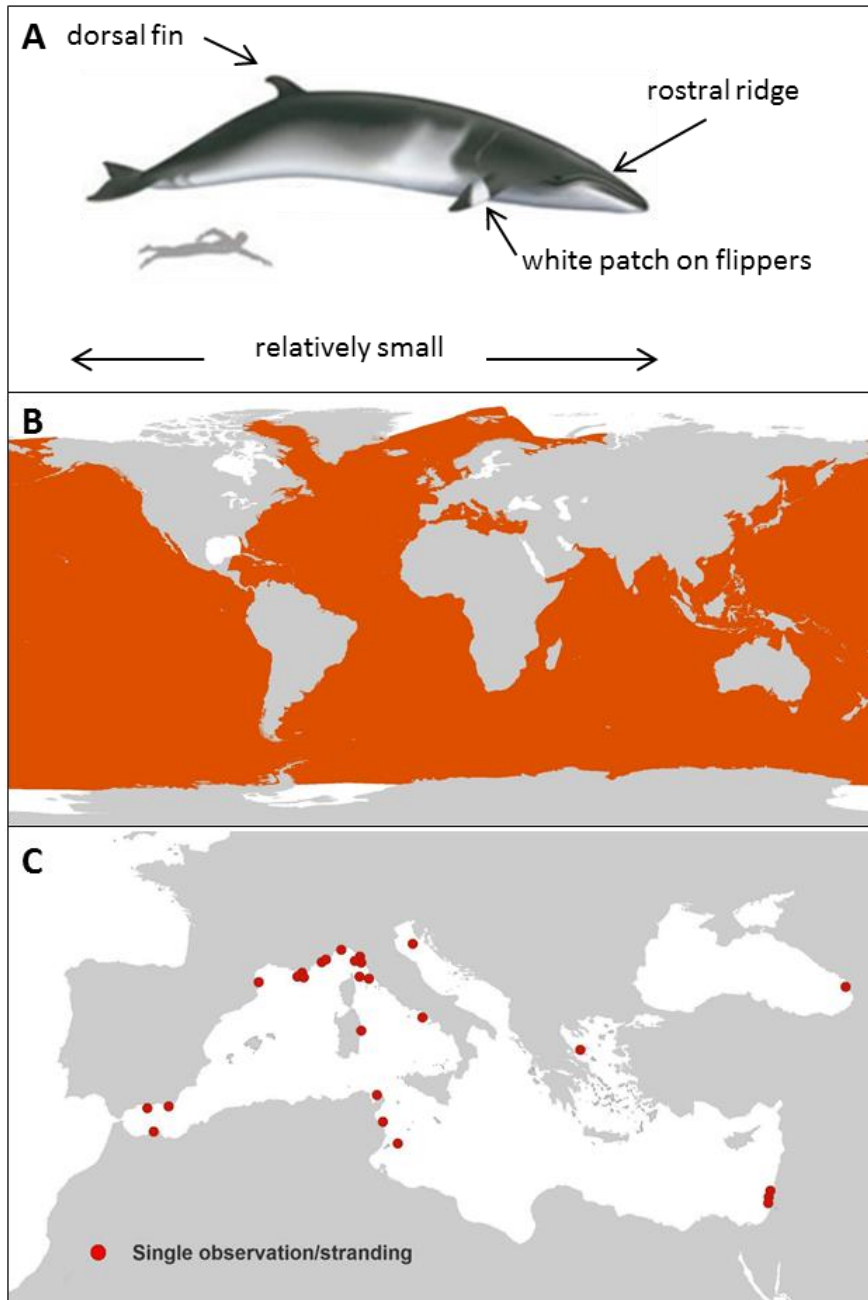 A
dorsal fin
rostral ridge
white patch on flippers
relatively small
B
C
Single observation/stranding